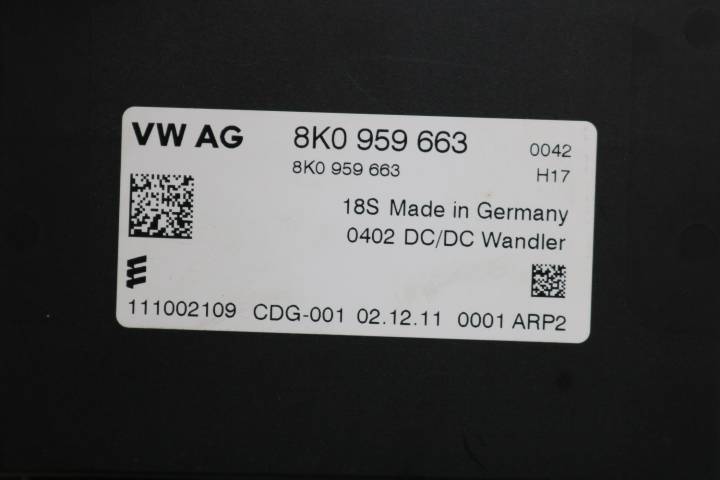 VW AG 8K0 959 663 0042
8K0 959 663 H17
18S Made in Germany
0402 DC/DC Wandler
111002109 CDG-001 02.12.11 0001 ARP2